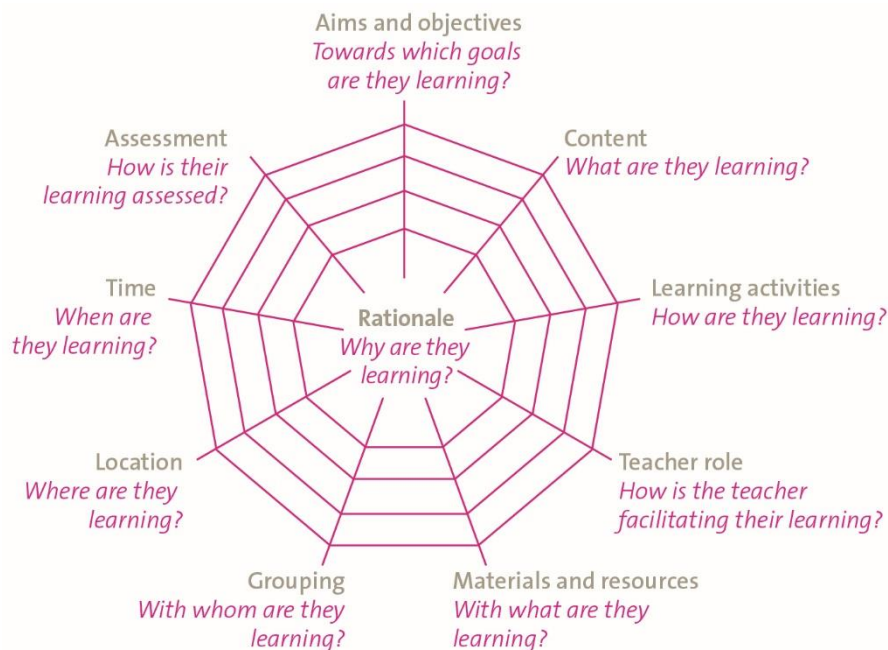 Aims and objectives
Towards which goals
are they learning?
Content
What are they learning?
Learning activities
How are they learning?
Teacher role
How is the teacher
facilitating their learning?
Materials and resources
With what are they
learning?
Grouping
With whom are they
learning?
Location
Where are they
learning?
Time
When are
they learning?
Assessment
How is their
learning assessed?
Rationale
Why are they
learning?